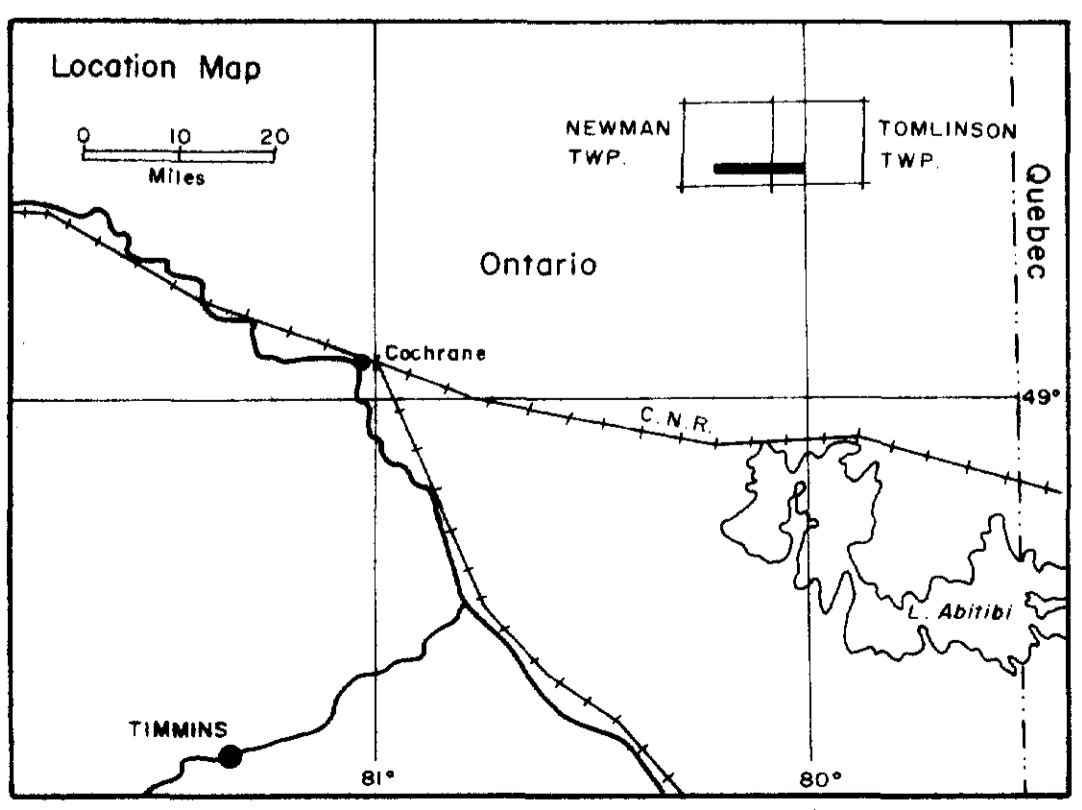 Location Map
0 10 20
Miles
NEWMAN
TWP.
TOMLINSON
TWP.
Quebec
Ontario
Cochrane
49°
C.N.R.
L. Abitibi
TIMMINS
81°
80°